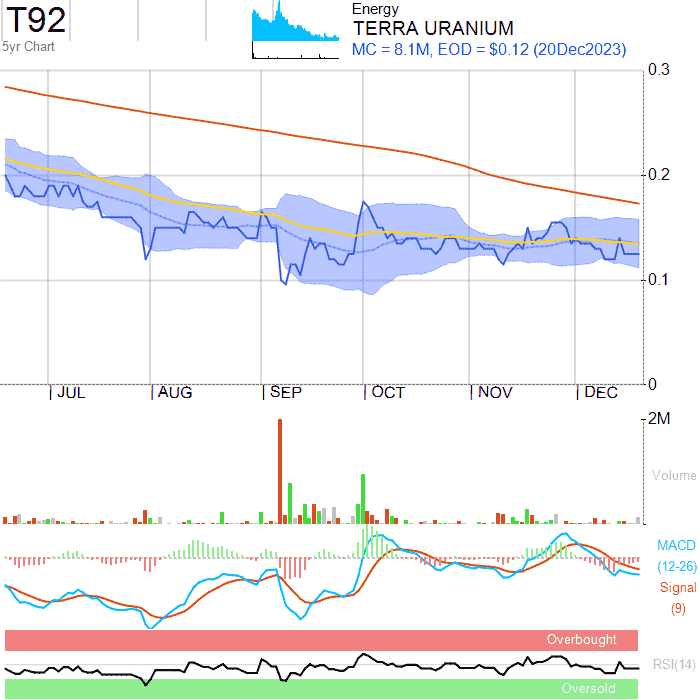 T92
5yr Chart
Energy
TERRA URANIUM
MC = 8.1M, EOD = $0.12 (20Dec2023)
0.3
0.2
0.1
0
JUL AUG SEP OCT NOV DEC
2M
Volume
MACD
(12-26)
Signal
(9)
Overbought
RSI(14)
Oversold